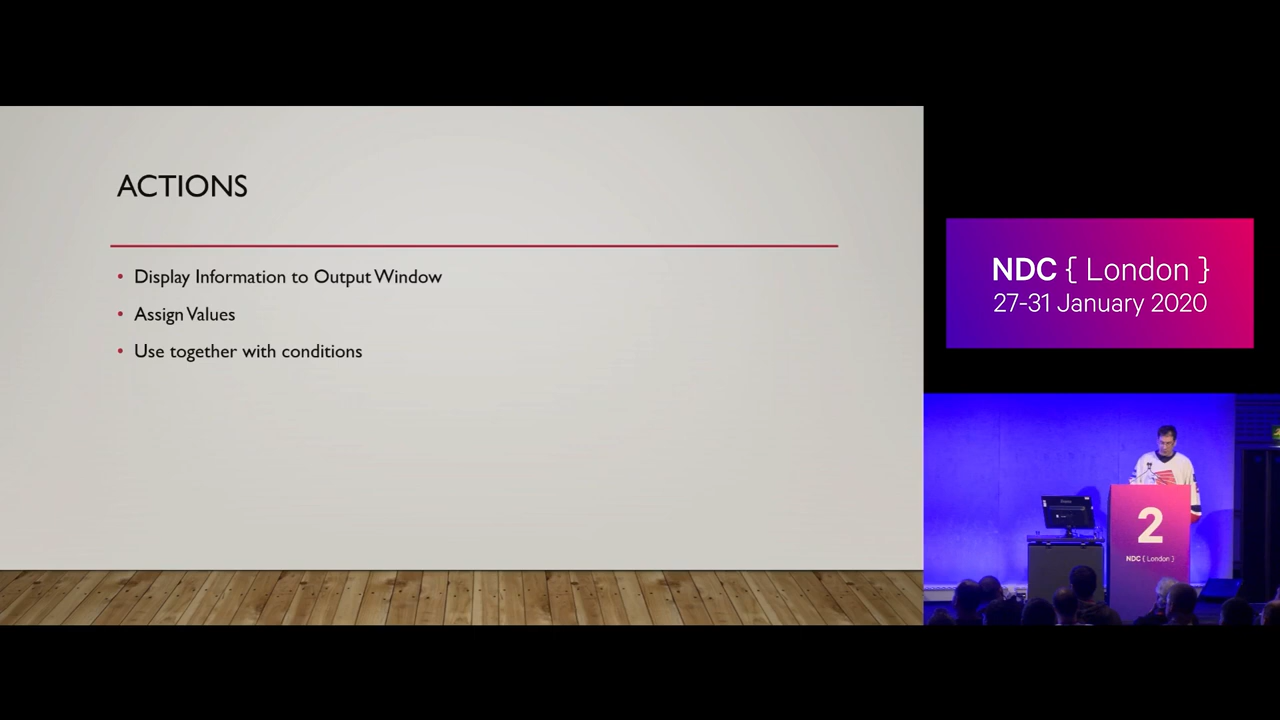 ACTIONS
• Display Information to Output Window
• Assign Values
• Use together with conditions
NDC { London }
27-31 January 2020
2
NDC { London }